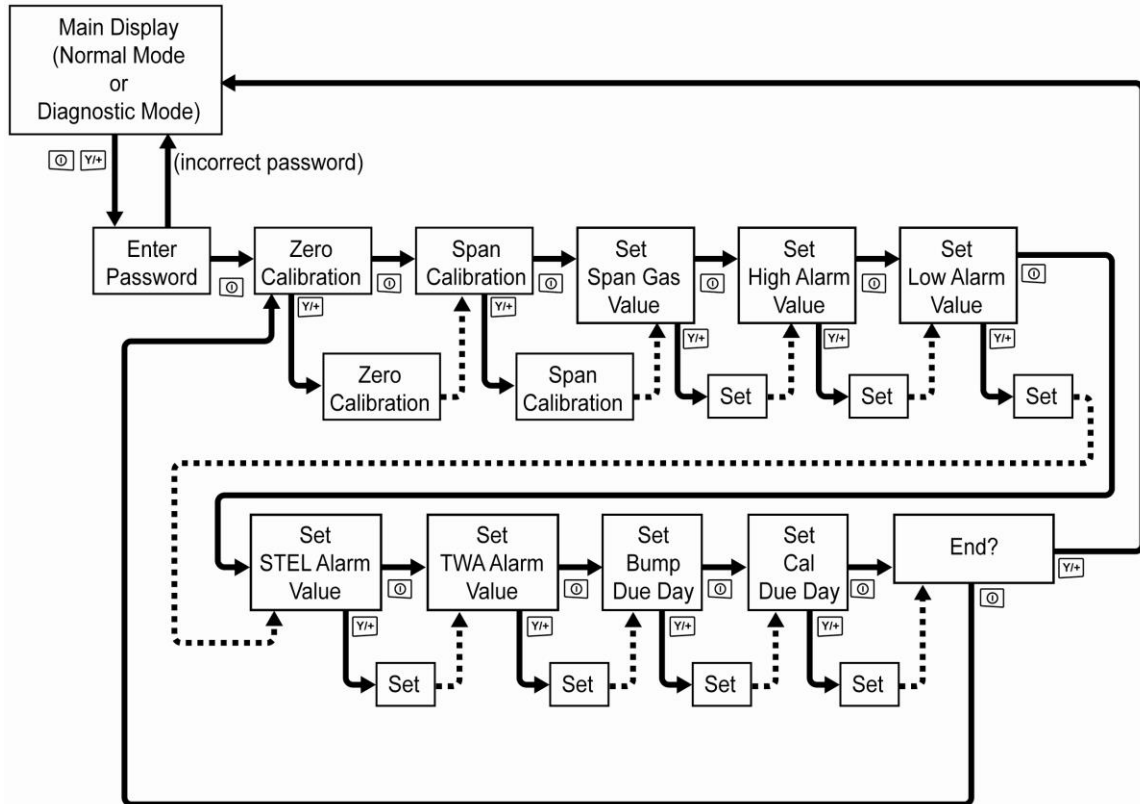 Main Display
(Normal Mode
or
Diagnostic Mode)
Y/+
(incorrect password)
Enter
Password
Zero
Calibration
Y/+
Span
Calibration
Y/+
Set
Span Gas
Value
Y/+
Set
High Alarm
Value
Y/+
Set
Low Alarm
Value
Y/+
Zero
Calibration
Span
Calibration
Set
Set
Set
Set
STEL Alarm
Value
Y/+
Set
TWA Alarm
Value
Y/+
Set
Bump
Due Day
Y/+
Set
Cal
Due Day
Y/+
End?
Y/+
Set
Set
Set
Set